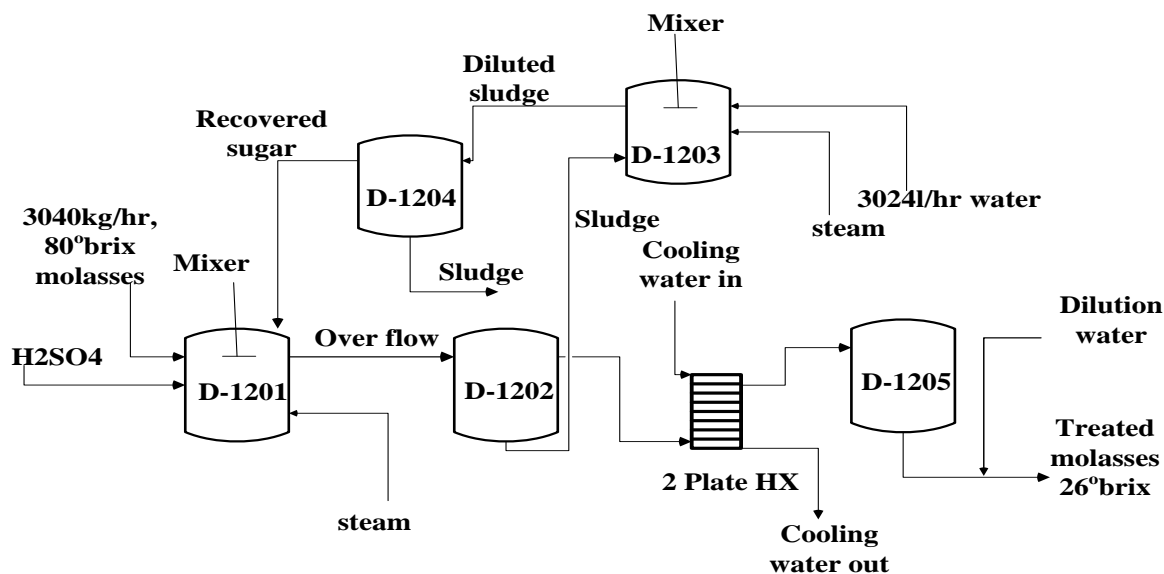 Mixer
Diluted
sludge
Recovered
sugar
D-1203
D-1204
3024l/hr water
steam
3040kg/hr,
80°brix
molasses
Sludge
Mixer
Sludge
Cooling
water in
Dilution
water
H2SO4
Over flow
D-1201
D-1202
D-1205
Treated
molasses
26°brix
2 Plate HX
steam
Cooling
water out